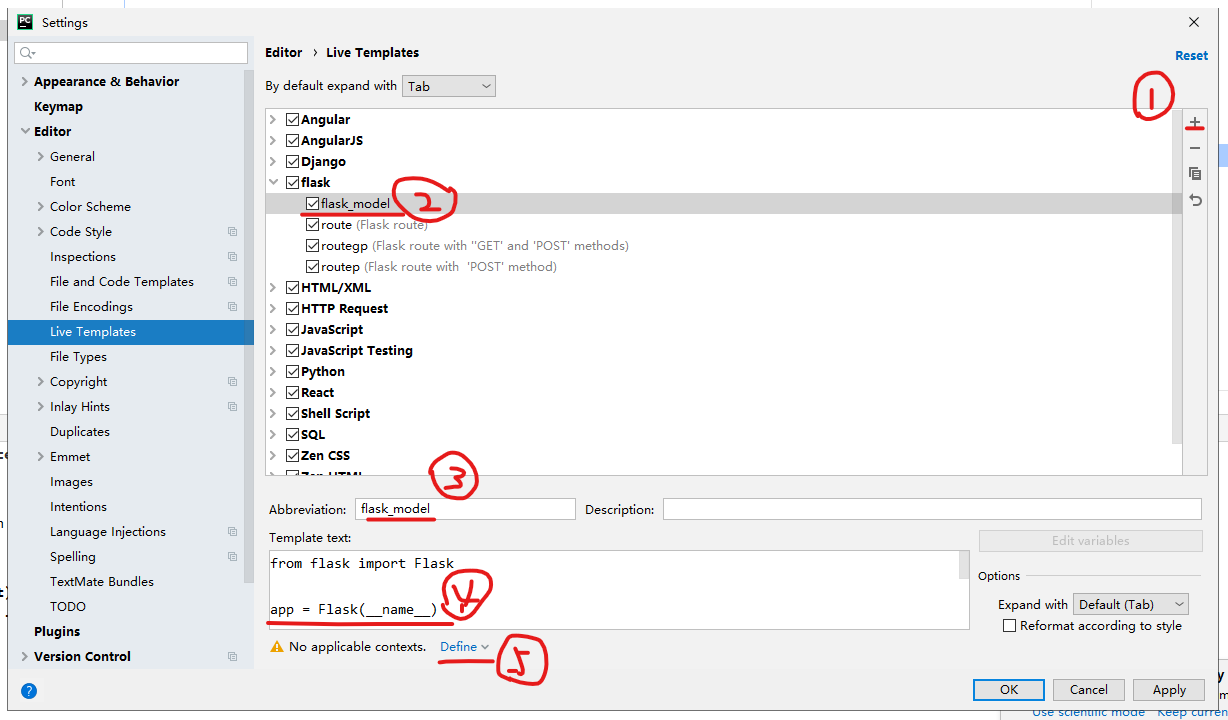 PC
Settings
Editor › Live Templates
Reset
By default expand with Tab
Appearance & Behavior
Keymap
Editor
General
Font
Color Scheme
Code Style
Inspections
File and Code Templates
File Encodings
Live Templates
File Types
Copyright
Inlay Hints
Duplicates
Emmet
Images
Intentions
Language Injections
Spelling
TextMate Bundles
TODO
Plugins
Version Control
1
Angular
AngularJS
Django
flask
flask_model
2
route (Flask route)
routegp (Flask route with "GET' and 'POST' methods)
routep (Flask route with 'POST' method)
HTML/XML
HTTP Request
JavaScript
JavaScript Testing
Python
React
Shell Script
SQL
Zen CSS
Zen HTML
3
Abbreviation: flask_model
Description:
Template text:
from flask import Flask
app = Flask(__name__)
4
Edit variables
Options
Expand with Default (Tab)
Reformat according to style
No applicable contexts. Define
5
?
OK
Cancel
Apply
Use scientific mode Keep curren